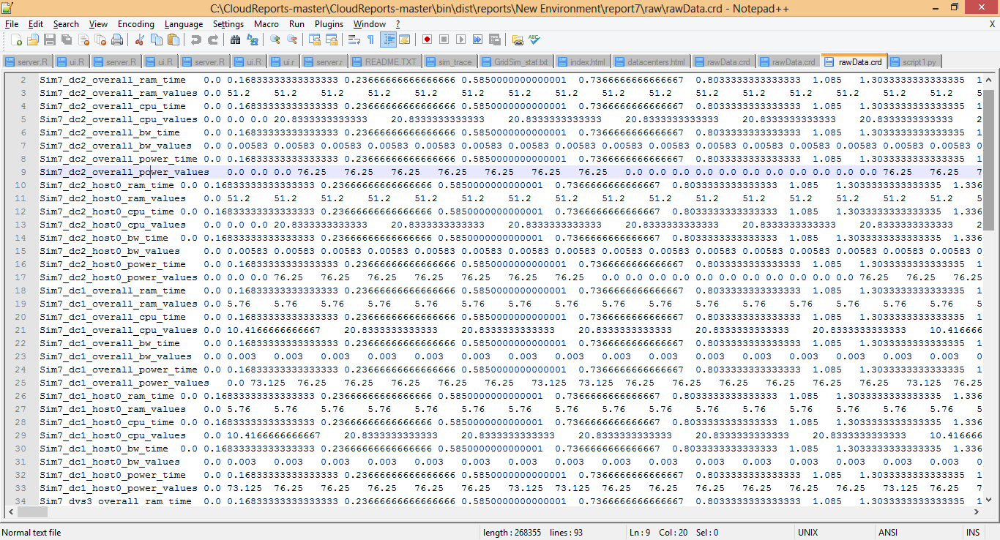 C:\CloudReports-master\CloudReports-master\bin\dist\reports\New Environment\report7\raw\rawData.crd - Notepad++
File Edit Search View Encoding Language Settings Macro Run Plugins Window ? X
server.R ui.R server.R ui.R server.R ui.R ui.r server.r README.TXT sim_trace GridSim_stat.txt index.html datacenters.html rawData.crd rawData.crd rawData.crd script1.py
2 Sim7_dc2_overall_ram_time 0.0 0.16833333333333333 0.23666666666666666 0.5850000000000001 0.7366666666666667 0.8033333333333333 1.085 1.3033333333333335 1
3 Sim7_dc2_overall_ram_values 0.0 51.2 51.2 51.2 51.2 51.2 51.2 51.2 51.2 51.2 51.2 51.2 51.2 51.2 51.2 51.2 5
4 Sim7_dc2_overall_cpu_time 0.0 0.16833333333333333 0.23666666666666666 0.5850000000000001 0.7366666666666667 0.8033333333333333 1.085 1.3033333333333335 1
5 Sim7_dc2_overall_cpu_values 0.0 0.0 0.0 20.8333333333333 20.8333333333333 20.8333333333333 20.8333333333333 20.8333333333333 20.8333333333333 2
6 Sim7_dc2_overall_bw_time 0.0 0.16833333333333333 0.23666666666666666 0.5850000000000001 0.7366666666666667 0.8033333333333333 1.085 1.3033333333333335 1
7 Sim7_dc2_overall_bw_values 0.0 0.00583 0.00583 0.00583 0.00583 0.00583 0.00583 0.00583 0.00583 0.00583 0.00583 0.00583 0.00583 0.00583 0.00583 0.00583 0.00583 0
8 Sim7_dc2_overall_power_time 0.0 0.16833333333333333 0.23666666666666666 0.5850000000000001 0.7366666666666667 0.8033333333333333 1.085 1.3033333333333335 1
9 Sim7_dc2_overall_power_values 0.0 0.0 0.0 76.25 76.25 76.25 76.25 76.25 76.25 76.25 0.0 0.0 0.0 0.0 0.0 0.0 0.0 0.0 0.0 0.0 0.0 76.25 76.25 7
10 Sim7_dc2_host0_ram_time 0.0 0.16833333333333333 0.23666666666666666 0.5850000000000001 0.7366666666666667 0.8033333333333333 1.085 1.3033333333333335 1.336
11 Sim7_dc2_host0_ram_values 0.0 51.2 51.2 51.2 51.2 51.2 51.2 51.2 51.2 51.2 51.2 51.2 51.2 51.2 51.2 51.2 5
12 Sim7_dc2_host0_cpu_time 0.0 0.16833333333333333 0.23666666666666666 0.5850000000000001 0.7366666666666667 0.8033333333333333 1.085 1.3033333333333335 1.336
13 Sim7_dc2_host0_cpu_values 0.0 0.0 0.0 20.8333333333333 20.8333333333333 20.8333333333333 20.8333333333333 20.8333333333333 20.8333333333333 2
14 Sim7_dc2_host0_bw_time 0.0 0.16833333333333333 0.23666666666666666 0.5850000000000001 0.7366666666666667 0.8033333333333333 1.085 1.3033333333333335 1.336
15 Sim7_dc2_host0_bw_values 0.0 0.00583 0.00583 0.00583 0.00583 0.00583 0.00583 0.00583 0.00583 0.00583 0.00583 0.00583 0.00583 0.00583 0.00583 0.00583 0.00583 0
16 Sim7_dc2_host0_power_time 0.0 0.16833333333333333 0.23666666666666666 0.5850000000000001 0.7366666666666667 0.8033333333333333 1.085 1.3033333333333335 1
17 Sim7_dc2_host0_power_values 0.0 0.0 0.0 76.25 76.25 76.25 76.25 76.25 76.25 76.25 0.0 0.0 0.0 0.0 0.0 0.0 0.0 0.0 0.0 0.0 0.0 76.25 76.25 76.25
18 Sim7_dc1_overall_ram_time 0.0 0.16833333333333333 0.23666666666666666 0.5850000000000001 0.7366666666666667 0.8033333333333333 1.085 1.3033333333333335 1
19 Sim7_dc1_overall_ram_values 0.0 5.76 5.76 5.76 5.76 5.76 5.76 5.76 5.76 5.76 5.76 5.76 5.76 5.76 5.76 5.76 5
20 Sim7_dc1_overall_cpu_time 0.0 0.16833333333333333 0.23666666666666666 0.5850000000000001 0.7366666666666667 0.8033333333333333 1.085 1.3033333333333335 1
21 Sim7_dc1_overall_cpu_values 0.0 10.4166666666667 20.8333333333333 20.8333333333333 20.8333333333333 20.8333333333333 20.8333333333333 10.416666
22 Sim7_dc1_overall_bw_time 0.0 0.16833333333333333 0.23666666666666666 0.5850000000000001 0.7366666666666667 0.8033333333333333 1.085 1.3033333333333335 1
23 Sim7_dc1_overall_bw_values 0.0 0.003 0.003 0.003 0.003 0.003 0.003 0.003 0.003 0.003 0.003 0.003 0.003 0.003 0.003 0.003 0
24 Sim7_dc1_overall_power_time 0.0 0.16833333333333333 0.23666666666666666 0.5850000000000001 0.7366666666666667 0.8033333333333333 1.085 1.3033333333333335 1
25 Sim7_dc1_overall_power_values 0.0 73.125 76.25 76.25 76.25 76.25 76.25 73.125 73.125 76.25 76.25 76.25 76.25 76.25 76.25 73.125 76.25
26 Sim7_dc1_host0_ram_time 0.0 0.16833333333333333 0.23666666666666666 0.5850000000000001 0.7366666666666667 0.8033333333333333 1.085 1.3033333333333335 1.336
27 Sim7_dc1_host0_ram_values 0.0 5.76 5.76 5.76 5.76 5.76 5.76 5.76 5.76 5.76 5.76 5.76 5.76 5.76 5.76 5.76 5
28 Sim7_dc1_host0_cpu_time 0.0 0.16833333333333333 0.23666666666666666 0.5850000000000001 0.7366666666666667 0.8033333333333333 1.085 1.3033333333333335 1.336
29 Sim7_dc1_host0_cpu_values 0.0 10.4166666666667 20.8333333333333 20.8333333333333 20.8333333333333 20.8333333333333 20.8333333333333 10.416666
30 Sim7_dc1_host0_bw_time 0.0 0.16833333333333333 0.23666666666666666 0.5850000000000001 0.7366666666666667 0.8033333333333333 1.085 1.3033333333333335 1.336
31 Sim7_dc1_host0_bw_values 0.0 0.003 0.003 0.003 0.003 0.003 0.003 0.003 0.003 0.003 0.003 0.003 0.003 0.003 0.003 0.003 0
32 Sim7_dc1_host0_power_time 0.0 0.16833333333333333 0.23666666666666666 0.5850000000000001 0.7366666666666667 0.8033333333333333 1.085 1.3033333333333335 1
33 Sim7_dc1_host0_power_values 0.0 73.125 76.25 76.25 76.25 76.25 76.25 73.125 73.125 76.25 76.25 76.25 76.25 76.25 76.25 73.125 76.25 7
34 Sim7_dvs3_overall_ram_time 0.0 0.16833333333333333 0.23666666666666666 0.5850000000000001 0.7366666666666667 0.8033333333333333 1.085 1.3033333333333335 1
Normal text file length : 268355 lines : 93 Ln : 9 Col : 20 Sel : 0 UNIX ANSI INS